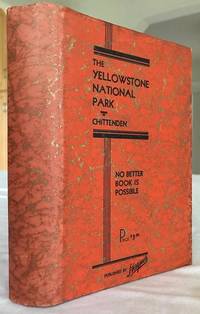 THE
YELLOWSTONE
NATIONAL
PARK
CHITTENDEN
NO BETTER
BOOK IS
POSSIBLE
PUBLISHED BY